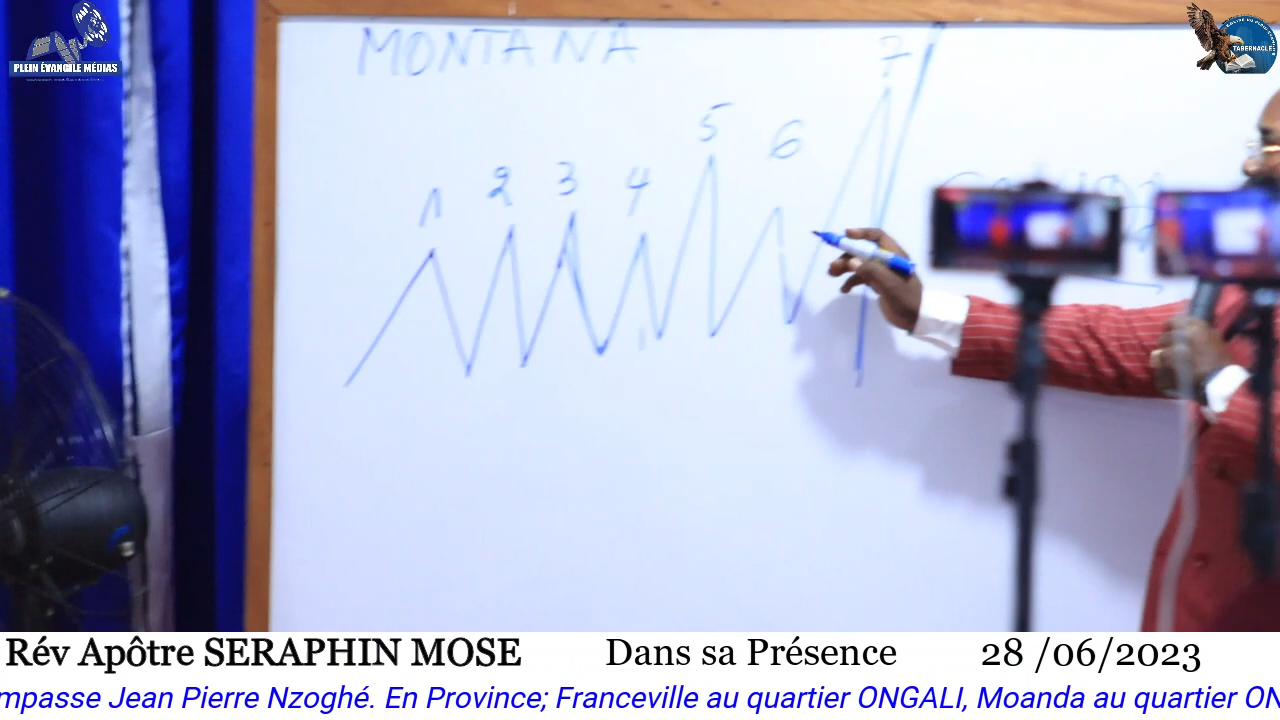 PLEIN ÉVANGILE MÉDIAS
TABERNACLE
MONTANA
1 2 3 4 5 6 7
Rév Apôtre SERAPHIN MOSE Dans sa Présence 28 /06/2023
mpasse Jean Pierre Nzoghé. En Province; Franceville au quartier ONGALI, Moanda au quartier ON